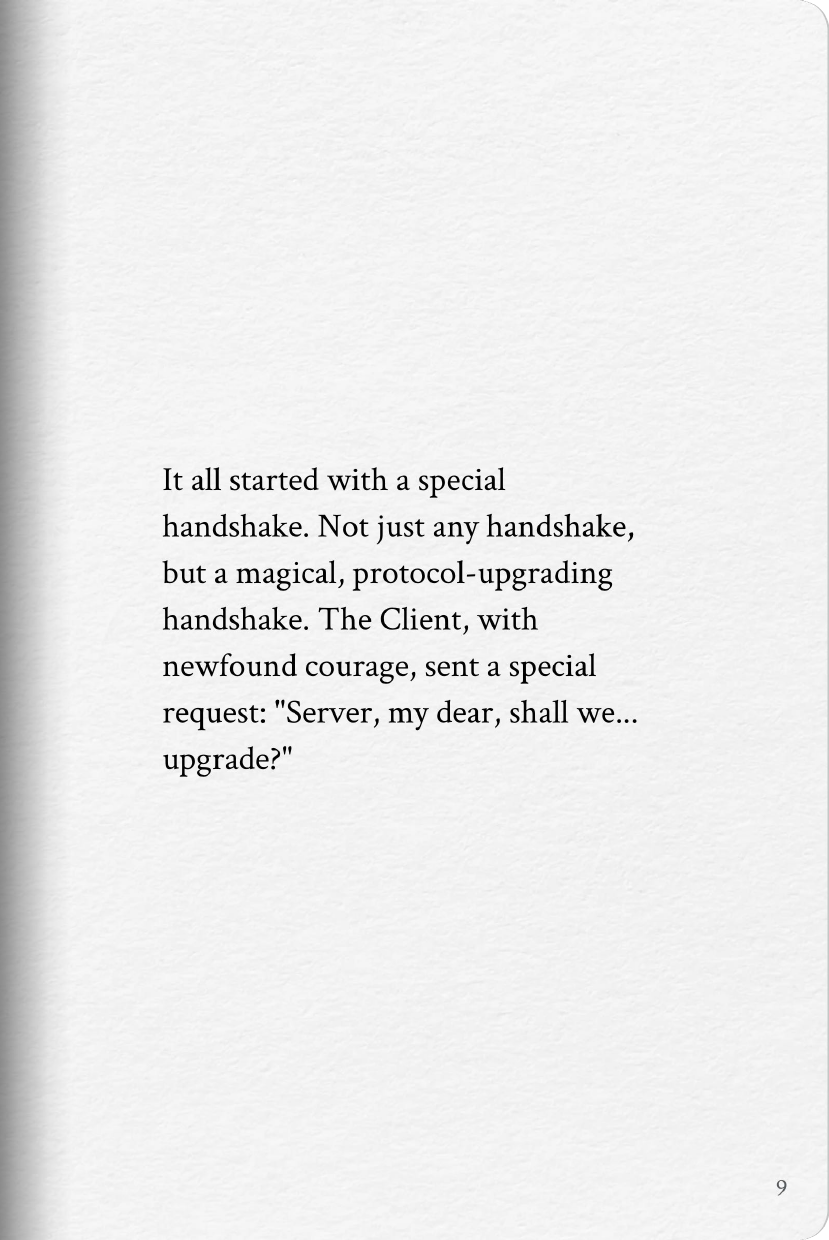 It all started with a special
handshake. Not just any handshake,
but a magical, protocol-upgrading
handshake. The Client, with
newfound courage, sent a special
request: "Server, my dear, shall we...
upgrade?"
9